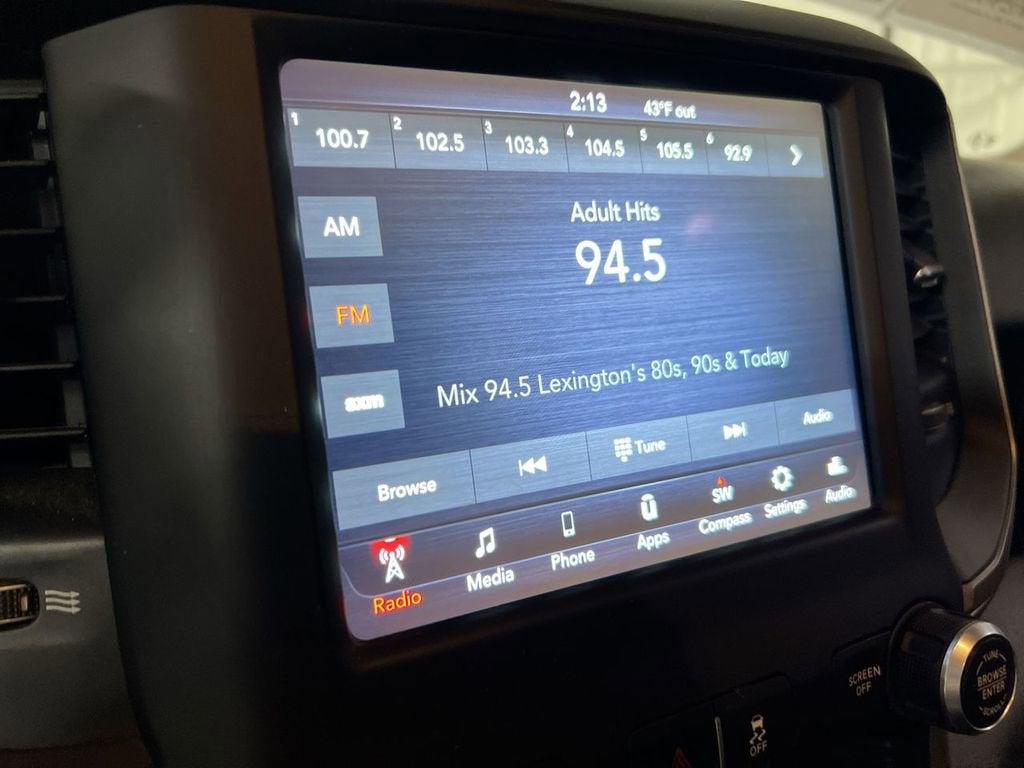 2:13 43°F out
1 100.7 2 102.5 3 103.3 4 104.5 5 105.5 6 92.9
AM
Adult Hits
94.5
FM
sxm
Mix 94.5 Lexington's 80s, 90s & Today
Browse Tune Audio
Radio Media Phone Apps SW Compass Settings Audio
SCREEN
OFF
TUNE
BROWSE
ENTER
SCROLL
OFF